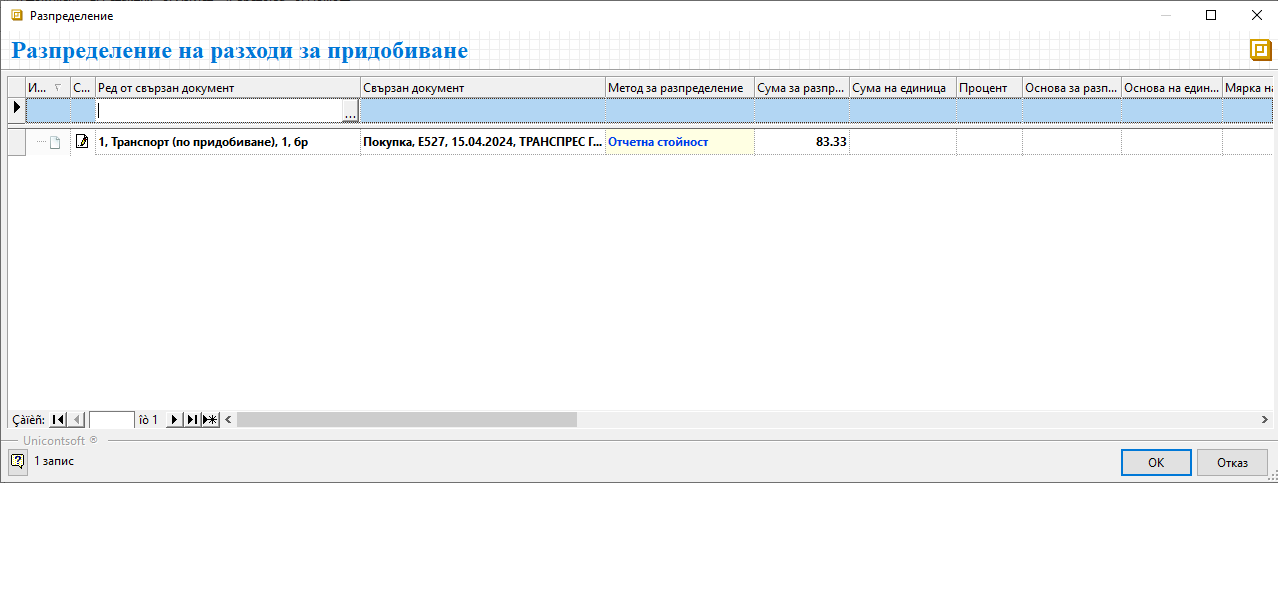 Разпределение
Разпределение на разходи за придобиване
И... С... Ред от свързан документ Свързан документ Метод за разпределение Сума за разпр... Сума на единица Процент Основа за разп... Основа на един... Мярка на
...
1, Транспорт (по придобиване), 1, бр Покупка, E527, 15.04.2024, ТРАНСПРЕС Г... Отчетна стойност 83.33
Çàïèñ: îò 1
Unicontsoft ®
1 запис
OK Отказ